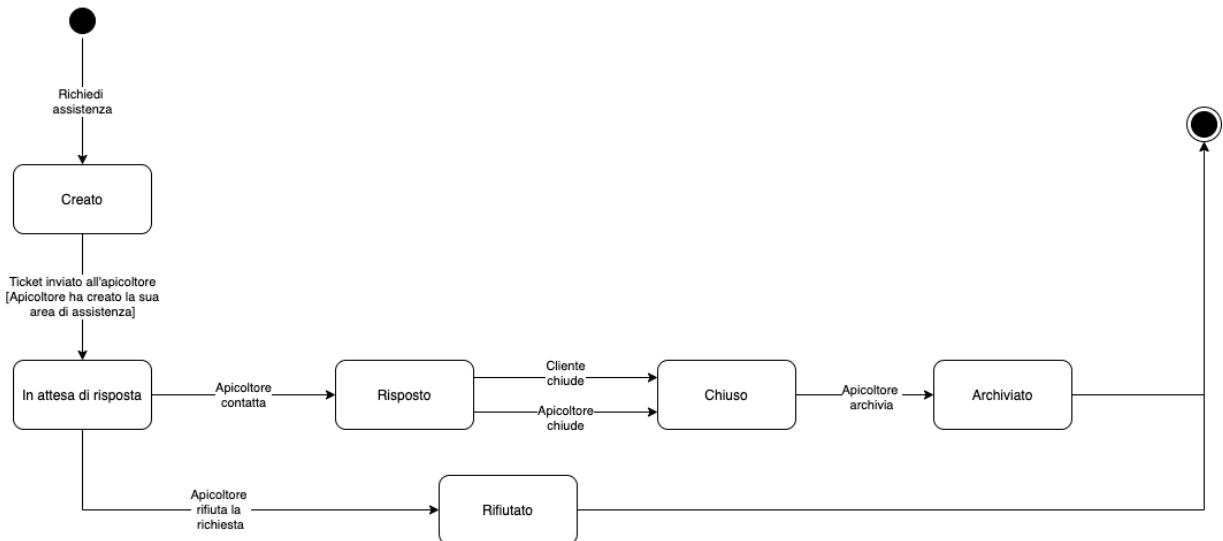 Richiedi
assistenza
Creato
Ticket inviato all'apicoltore
[Apicoltore ha creato la sua
area di assistenza]
In attesa di risposta
Apicoltore
contatta
Risposto
Cliente
chiude
Apicoltore
chiude
Chiuso
Apicoltore
archivia
Archiviato
Apicoltore
rifiuta la
richiesta
Rifiutato